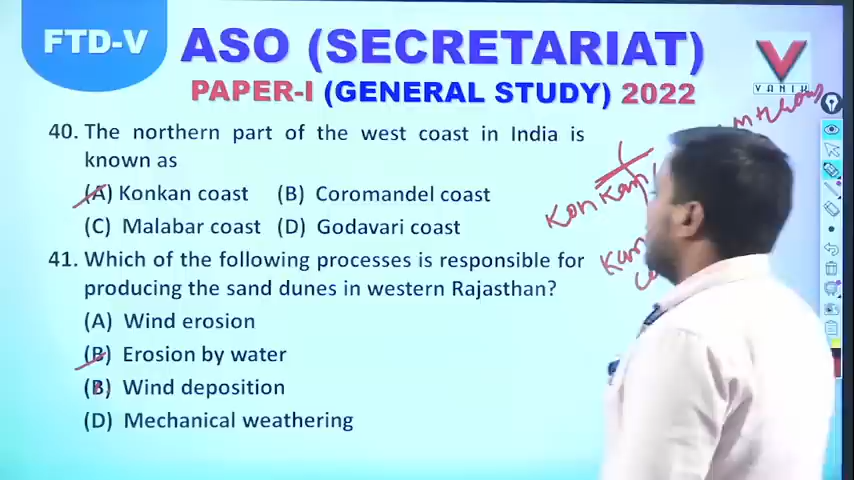 FTD-V
ASO (SECRETARIAT)
PAPER-I (GENERAL STUDY) 2022
VANIK
40. The northern part of the west coast in India is
known as
(A) Konkan coast (B) Coromandel coast
(C) Malabar coast (D) Godavari coast
41. Which of the following processes is responsible for
producing the sand dunes in western Rajasthan?
(A) Wind erosion
(B) Erosion by water
(B) Wind deposition
(D) Mechanical weathering
Konkan